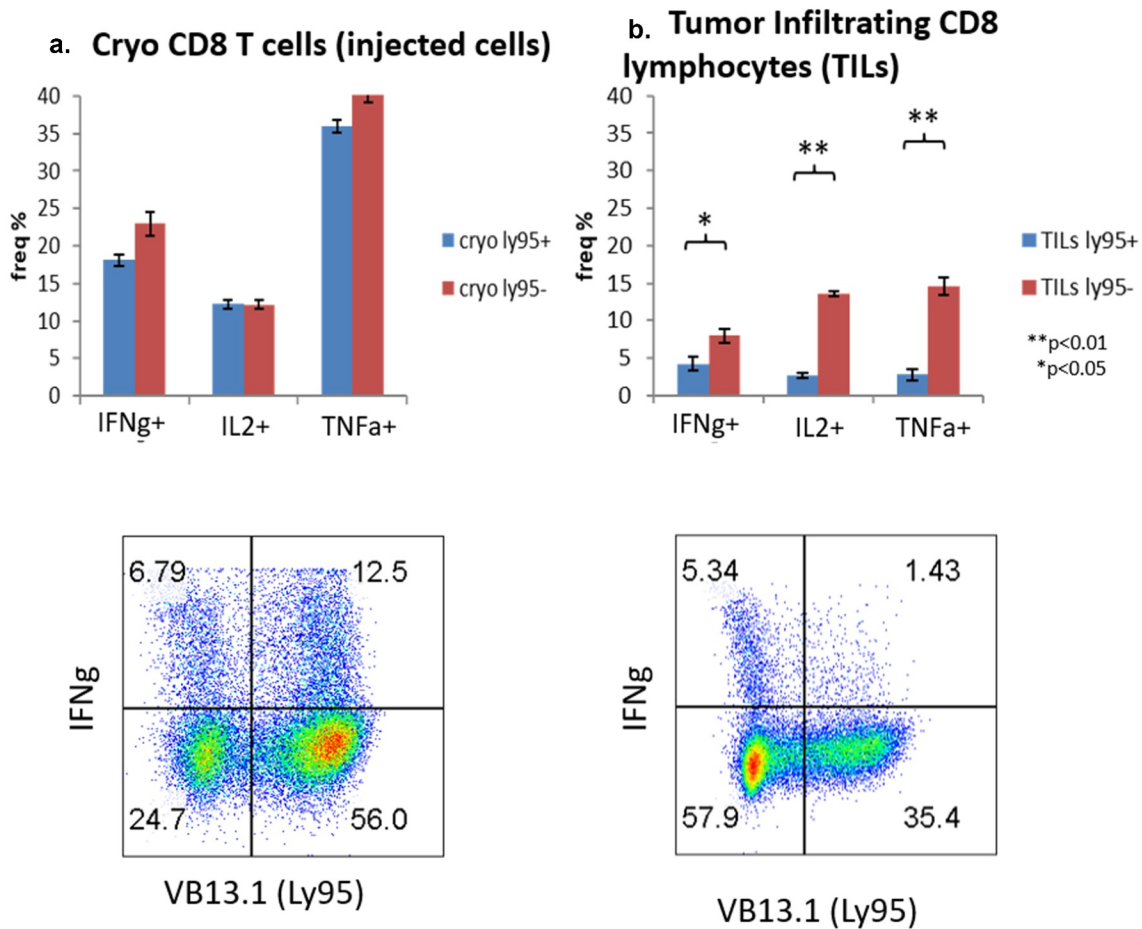 a. Cryo CD8 T cells (injected cells)
40
35
30
25
20
15
10
5
0
freq %
IFNg+
IL2+
TNFa+
cryo ly95+
cryo ly95-
b. Tumor Infiltrating CD8
lymphocytes (TILs)
40
35
30
25
20
15
10
5
0
freq %
*
**
**
IFNg+
IL2+
TNFa+
TILs ly95+
TILs ly95-
**p<0.01
*p<0.05
6.79
12.5
24.7
56.0
IFNg
VB13.1 (Ly95)
5.34
1.43
57.9
35.4
IFNg
VB13.1 (Ly95)